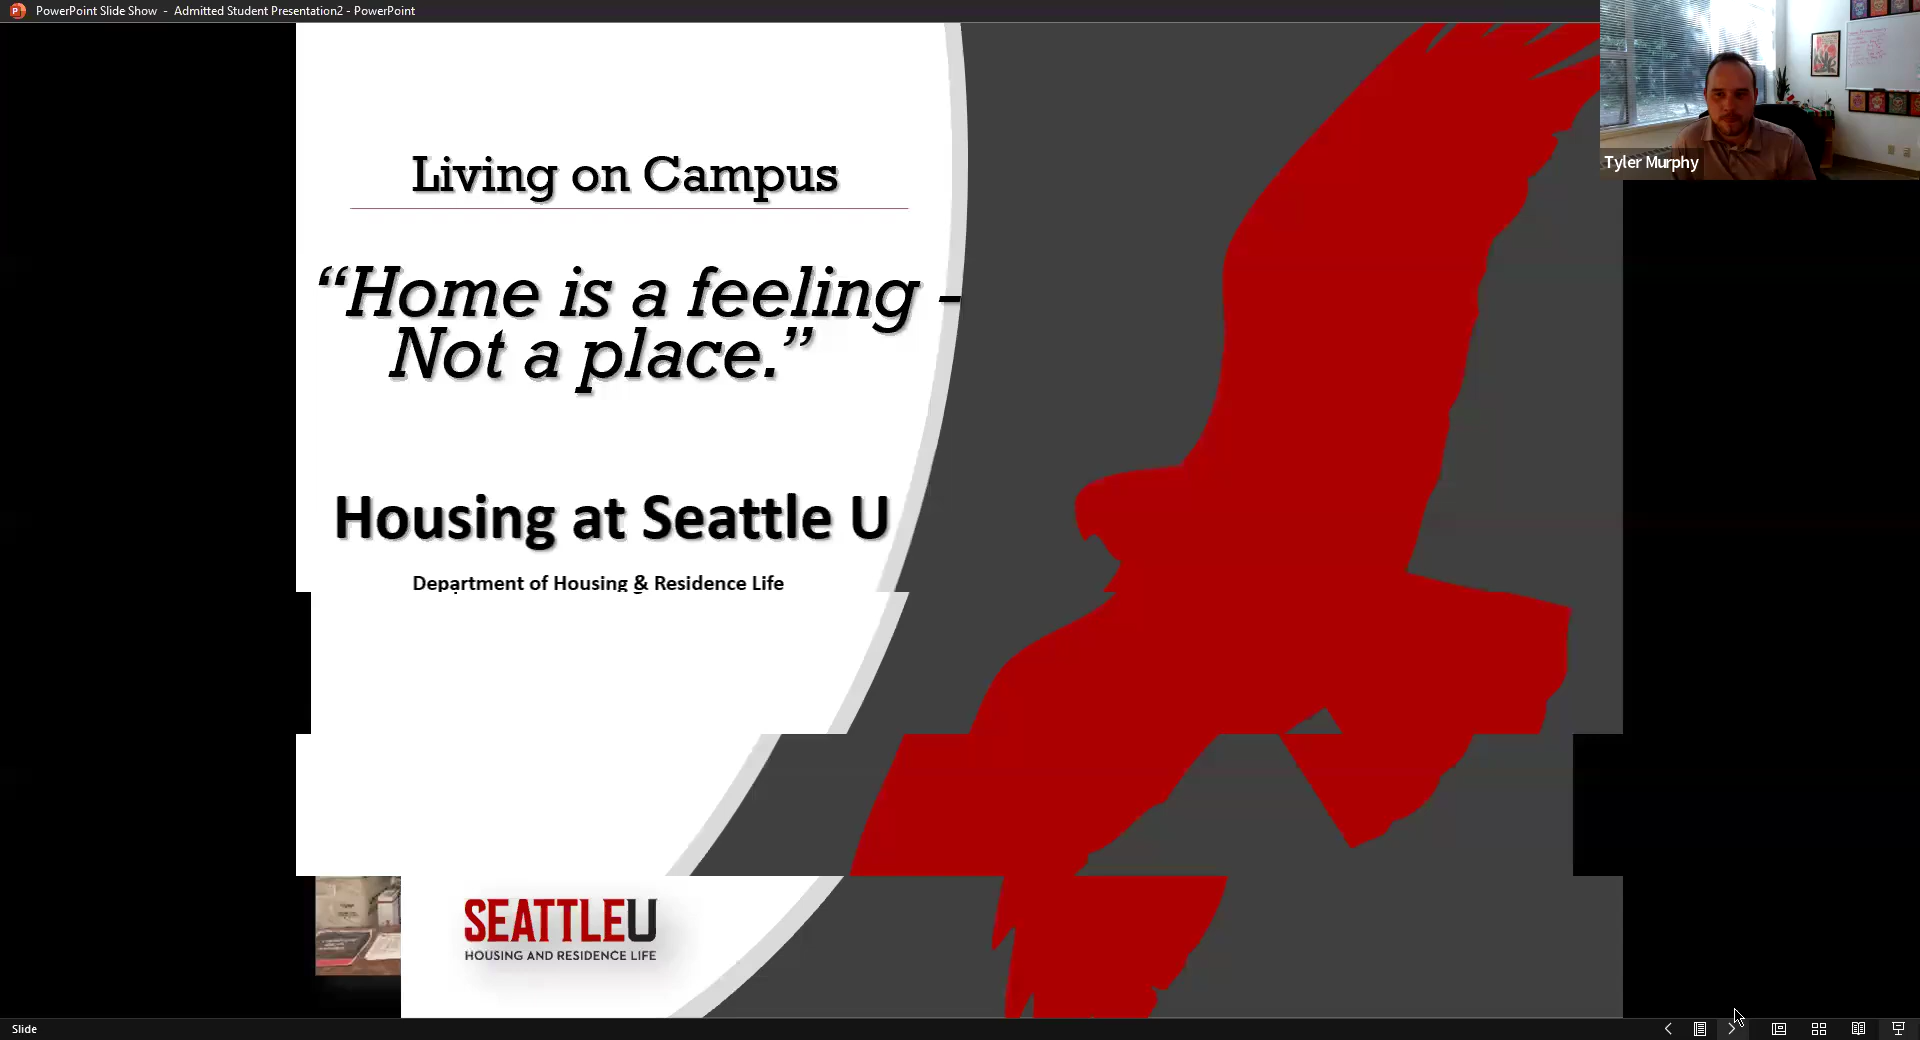 PowerPoint Slide Show - Admitted Student Presentation2 - PowerPoint
Tyler Murphy
Living on Campus
“Home is a feeling -
Not a place.”
Housing at Seattle U
Department of Housing & Residence Life
SEATTLEU
HOUSING AND RESIDENCE LIFE
Slide